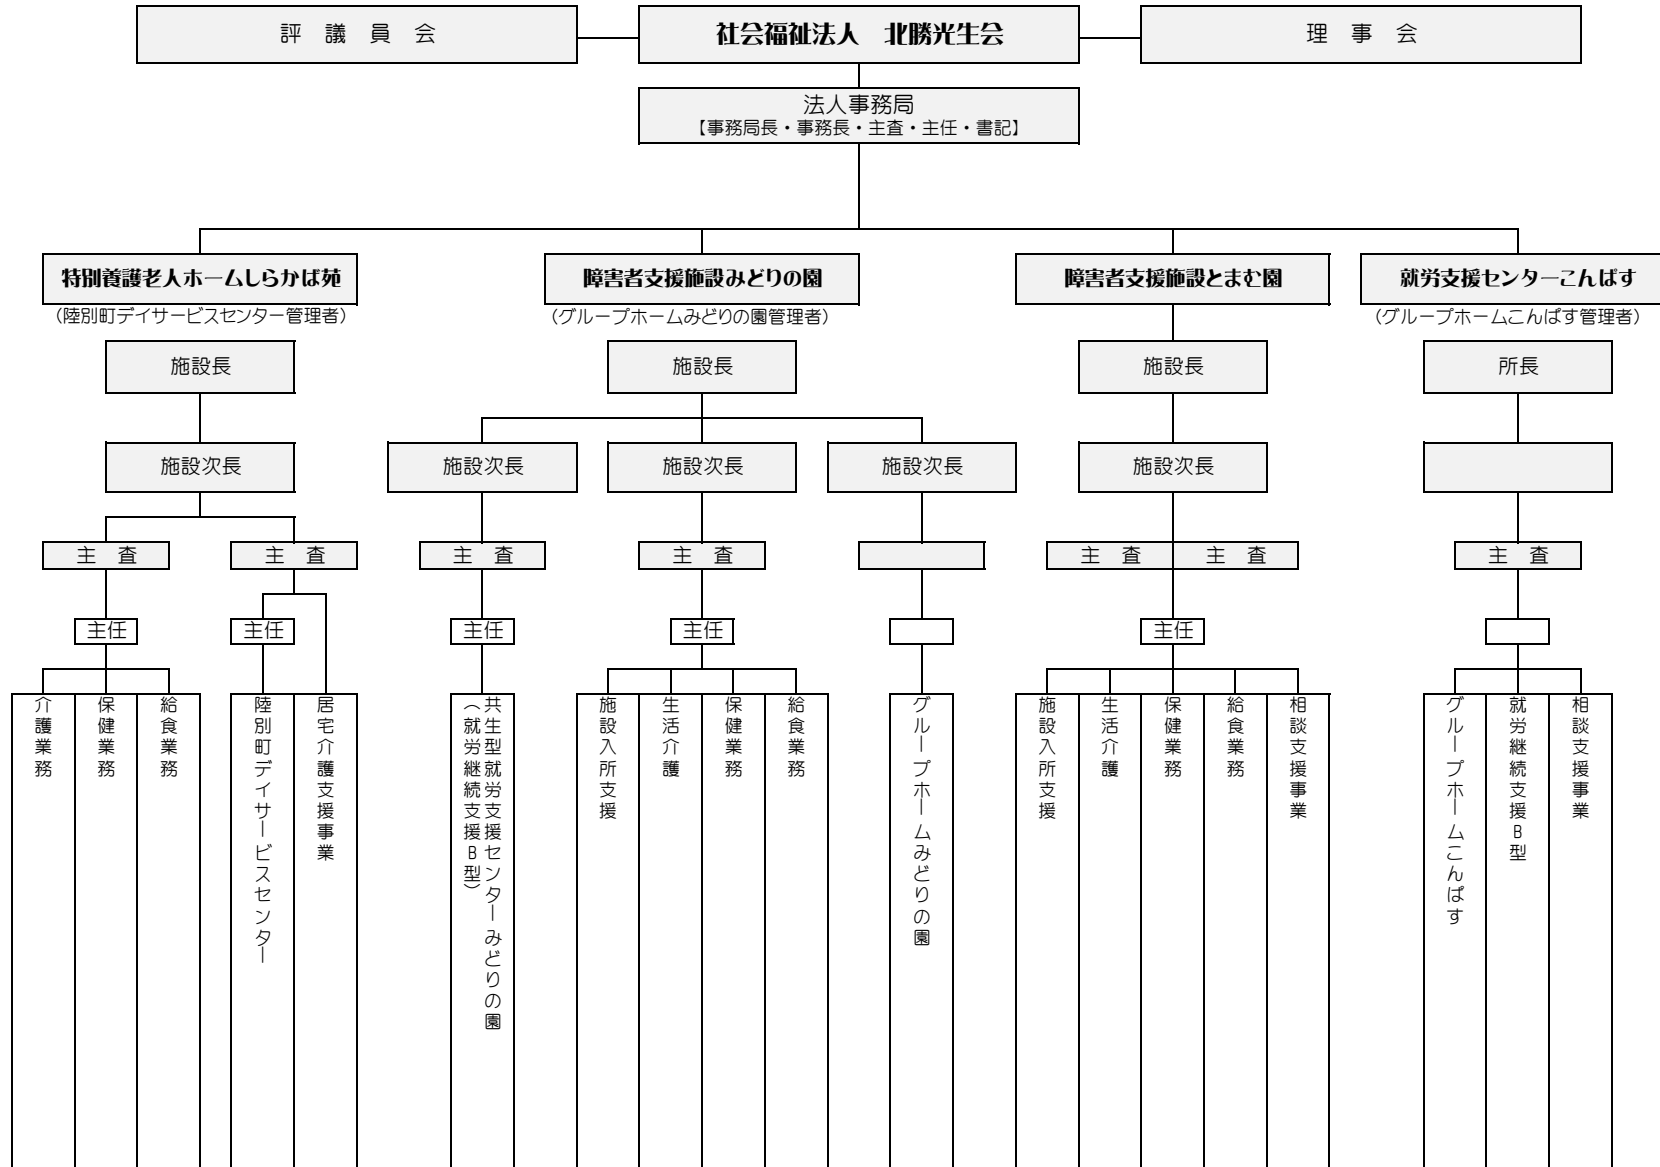 評 議 員 会
社会福祉法人　北勝光生会
理 事 会
法人事務局
【事務局長・事務長・主査・主任・書記】
特別養護老人ホームしらかば苑
(陸別町デイサービスセンター管理者)
障害者支援施設みどりの園
(グループホームみどりの園管理者)
障害者支援施設とまむ園
就労支援センターこんぱす
(グループホームこんぱす管理者)
施設長
施設長
施設長
所長
施設次長
施設次長
施設次長
施設次長
施設次長
主 査
主 査
主 査
主 査
主 査
主 査
主 査
主任
主任
主任
主任
主任
介護業務
保健業務
給食業務
陸別町デイサービスセンター
居宅介護支援事業
共生型就労支援センターみどりの園
(就労継続支援B型)
施設入所支援
生活介護
保健業務
給食業務
グループホームみどりの園
施設入所支援
生活介護
保健業務
給食業務
相談支援事業
グループホームこんぱす
就労継続支援B型
相談支援事業